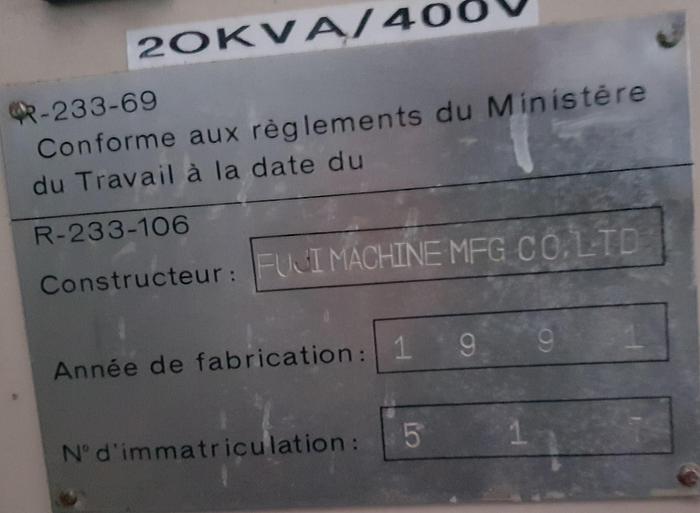 20KVA/400V
R-233-69
Conforme aux règlements du Ministère
du Travail à la date du
R-233-106
Constructeur: FUJI MACHINE MFG CO.LTD
Année de fabrication: 1 9 9 1
N° d'immatriculation: 5 1 7